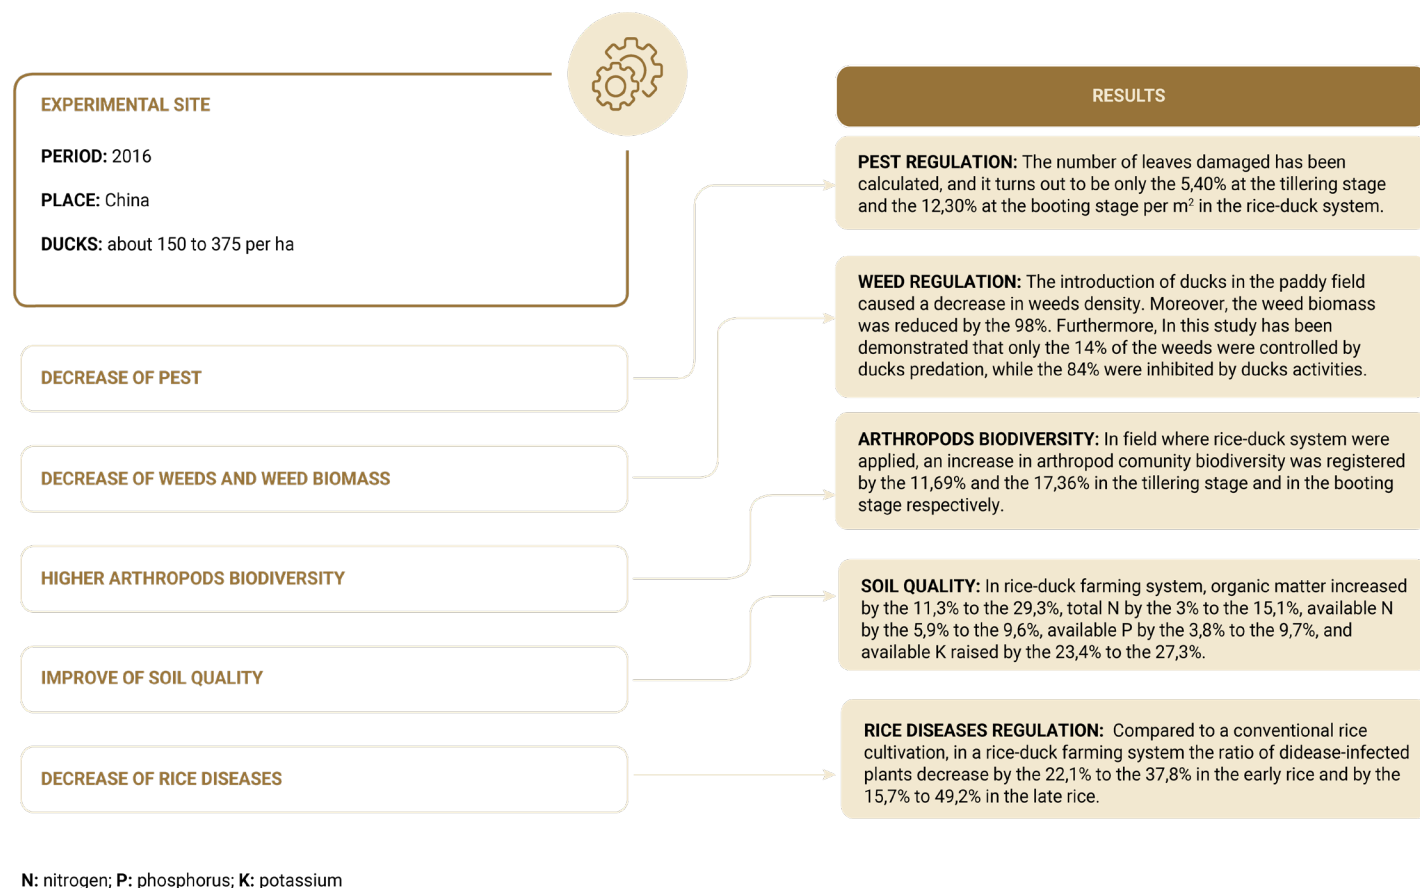 EXPERIMENTAL SITE
PERIOD: 2016
PLACE: China
DUCKS: about 150 to 375 per ha
DECREASE OF PEST
DECREASE OF WEEDS AND WEED BIOMASS
HIGHER ARTHROPODS BIODIVERSITY
IMPROVE OF SOIL QUALITY
DECREASE OF RICE DISEASES
RESULTS
PEST REGULATION: The number of leaves damaged has been
calculated, and it turns out to be only the 5,40% at the tillering stage
and the 12,30% at the booting stage per m² in the rice-duck system.
WEED REGULATION: The introduction of ducks in the paddy field
caused a decrease in weeds density. Moreover, the weed biomass
was reduced by the 98%. Furthermore, In this study has been
demonstrated that only the 14% of the weeds were controlled by
ducks predation, while the 84% were inhibited by ducks activities.
ARTHROPODS BIODIVERSITY: In field where rice-duck system were
applied, an increase in arthropod comunity biodiversity was registered
by the 11,69% and the 17,36% in the tillering stage and in the booting
stage respectively.
SOIL QUALITY: In rice-duck farming system, organic matter increased
by the 11,3% to the 29,3%, total N by the 3% to the 15,1%, available N
by the 5,9% to the 9,6%, available P by the 3,8% to the 9,7%, and
available K raised by the 23,4% to the 27,3%.
RICE DISEASES REGULATION: Compared to a conventional rice
cultivation, in a rice-duck farming system the ratio of didease-infected
plants decrease by the 22,1% to the 37,8% in the early rice and by the
15,7% to 49,2% in the late rice.
N: nitrogen; P: phosphorus; K: potassium